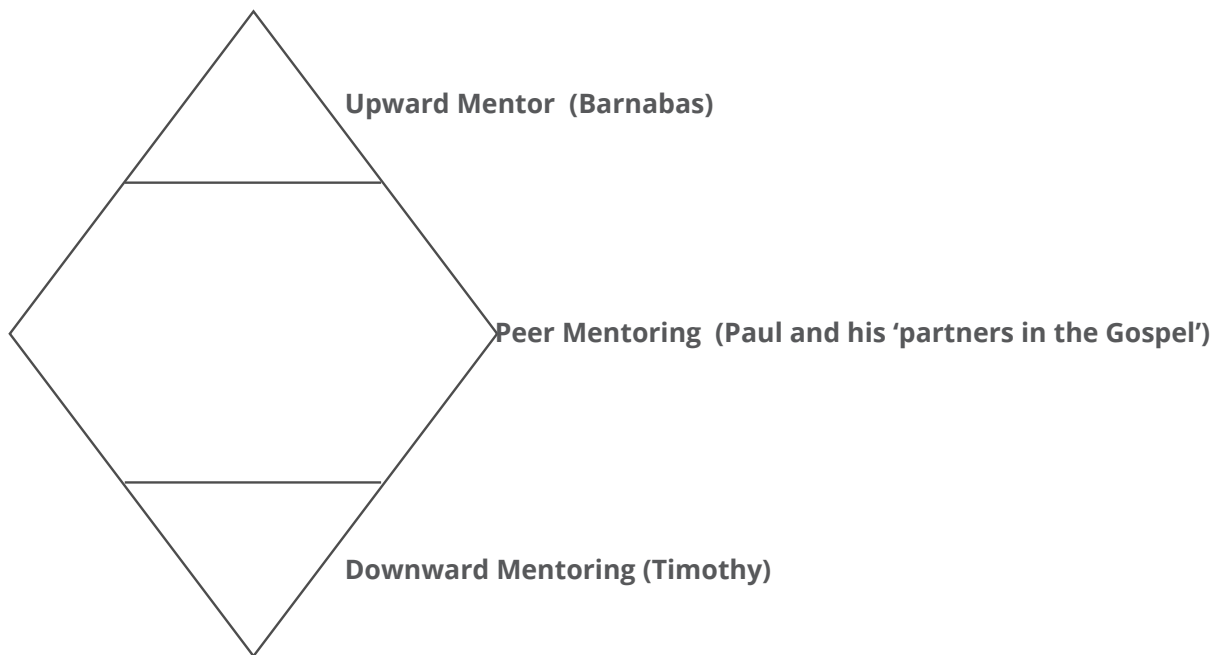 Upward Mentor  (Barnabas)
Peer Mentoring  (Paul and his ‘partners in the Gospel’)
Downward Mentoring (Timothy)